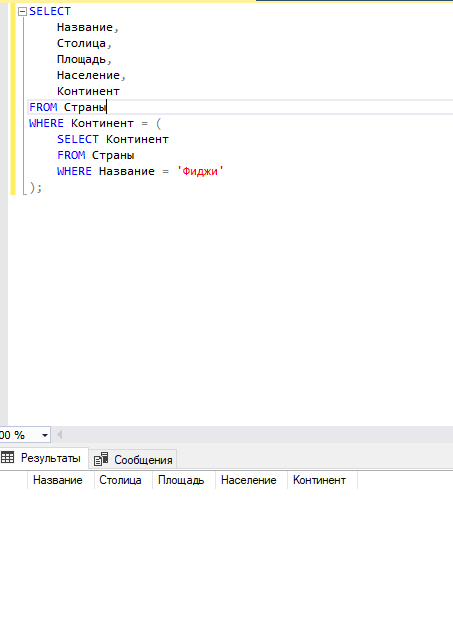 SELECT
Название,
Столица,
Площадь,
Население,
Континент
FROM Страны
WHERE Континент = (
SELECT Континент
FROM Страны
WHERE Название = 'Фиджи'
);
00 %
Результаты Сообщения
Название Столица Площадь Население Континент